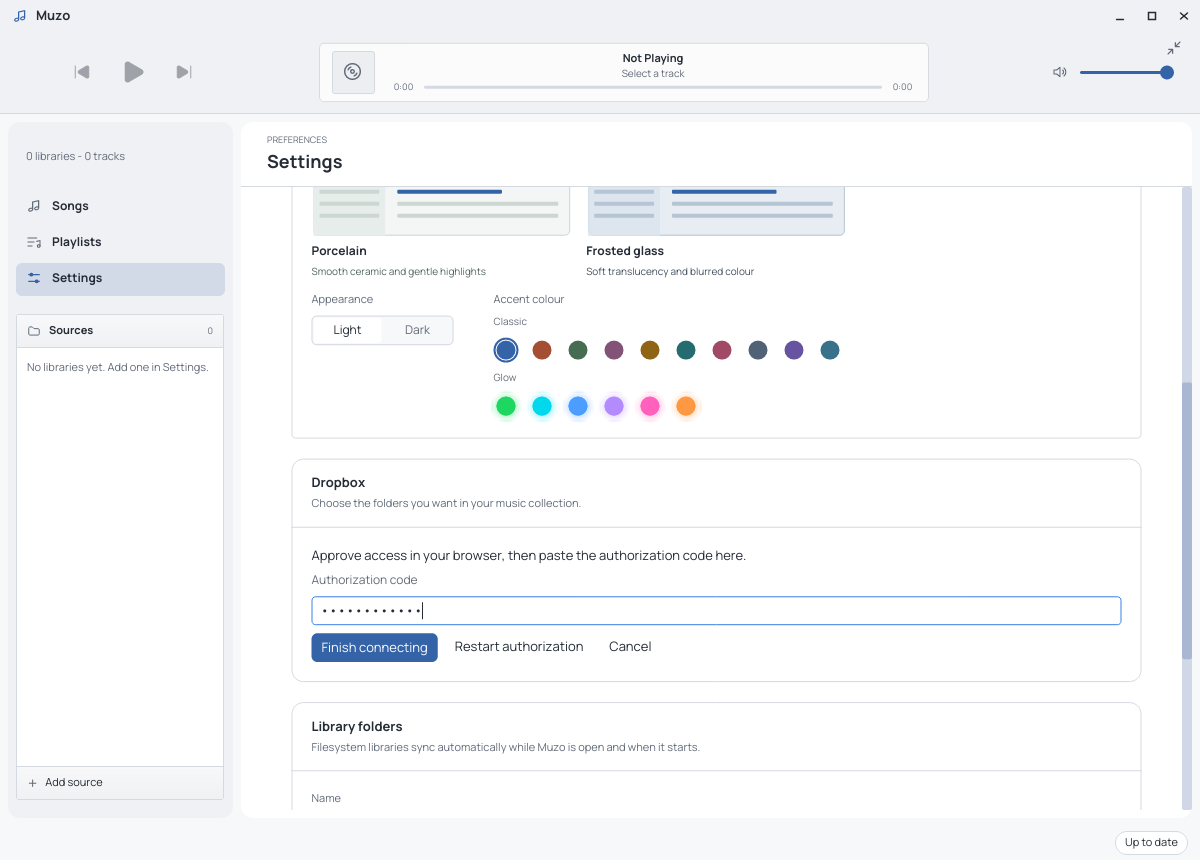 Muzo
Not Playing
Select a track
0:00
0:00
0 libraries - 0 tracks
Songs
Playlists
Settings
Sources
0
No libraries yet. Add one in Settings.
Add source
PREFERENCES
Settings
Porcelain
Smooth ceramic and gentle highlights
Frosted glass
Soft translucency and blurred colour
Appearance
Light
Dark
Accent colour
Classic
Glow
Dropbox
Choose the folders you want in your music collection.
Approve access in your browser, then paste the authorization code here.
Authorization code
••••••••••••
Finish connecting
Restart authorization
Cancel
Library folders
Filesystem libraries sync automatically while Muzo is open and when it starts.
Name
Up to date